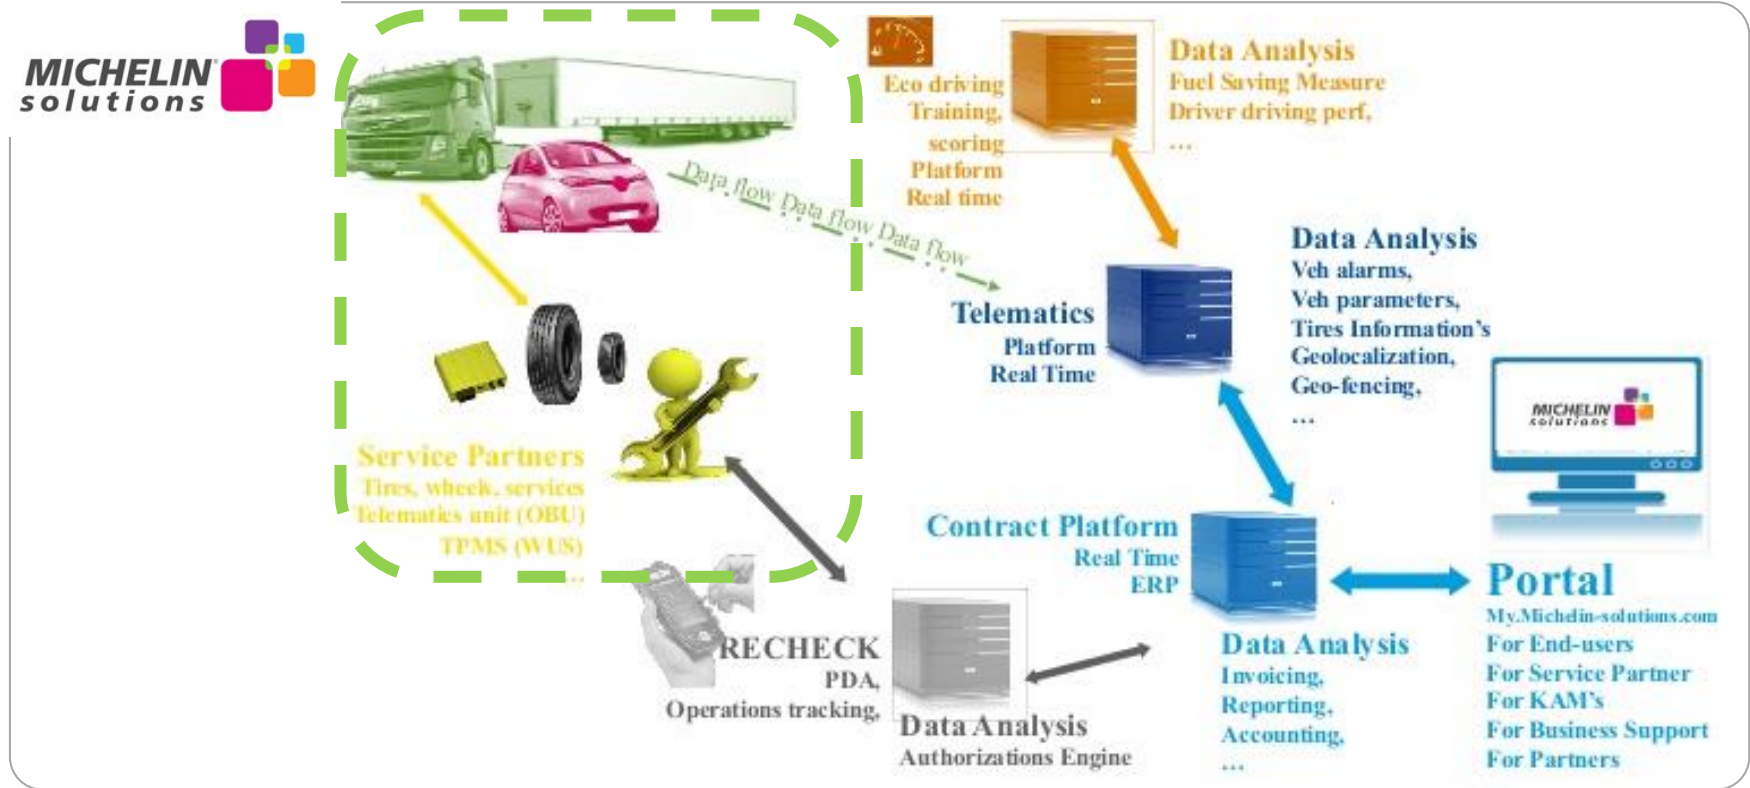 MICHELIN
solutions
Data flow Data flow Data flow
Service Partners
Tires, wheels, services
Telematics unit (OBU)
TPMS (WUS)
...
Eco driving
Training,
scoring
Platform
Real time
Data Analysis
Fuel Saving Measure
Driver driving perf,
...
Telematics
Platform
Real Time
Data Analysis
Veh alarms,
Veh parameters,
Tires Information's
Geolocalization,
Geo-fencing,
...
MICHELIN
solutions
Contract Platform
Real Time
ERP
Data Analysis
Invoicing,
Reporting,
Accounting,
...
Portal
My.Michelin-solutions.com
For End-users
For Service Partner
For KAM's
For Business Support
For Partners
RECHECK
PDA,
Operations tracking,
Data Analysis
Authorizations Engine